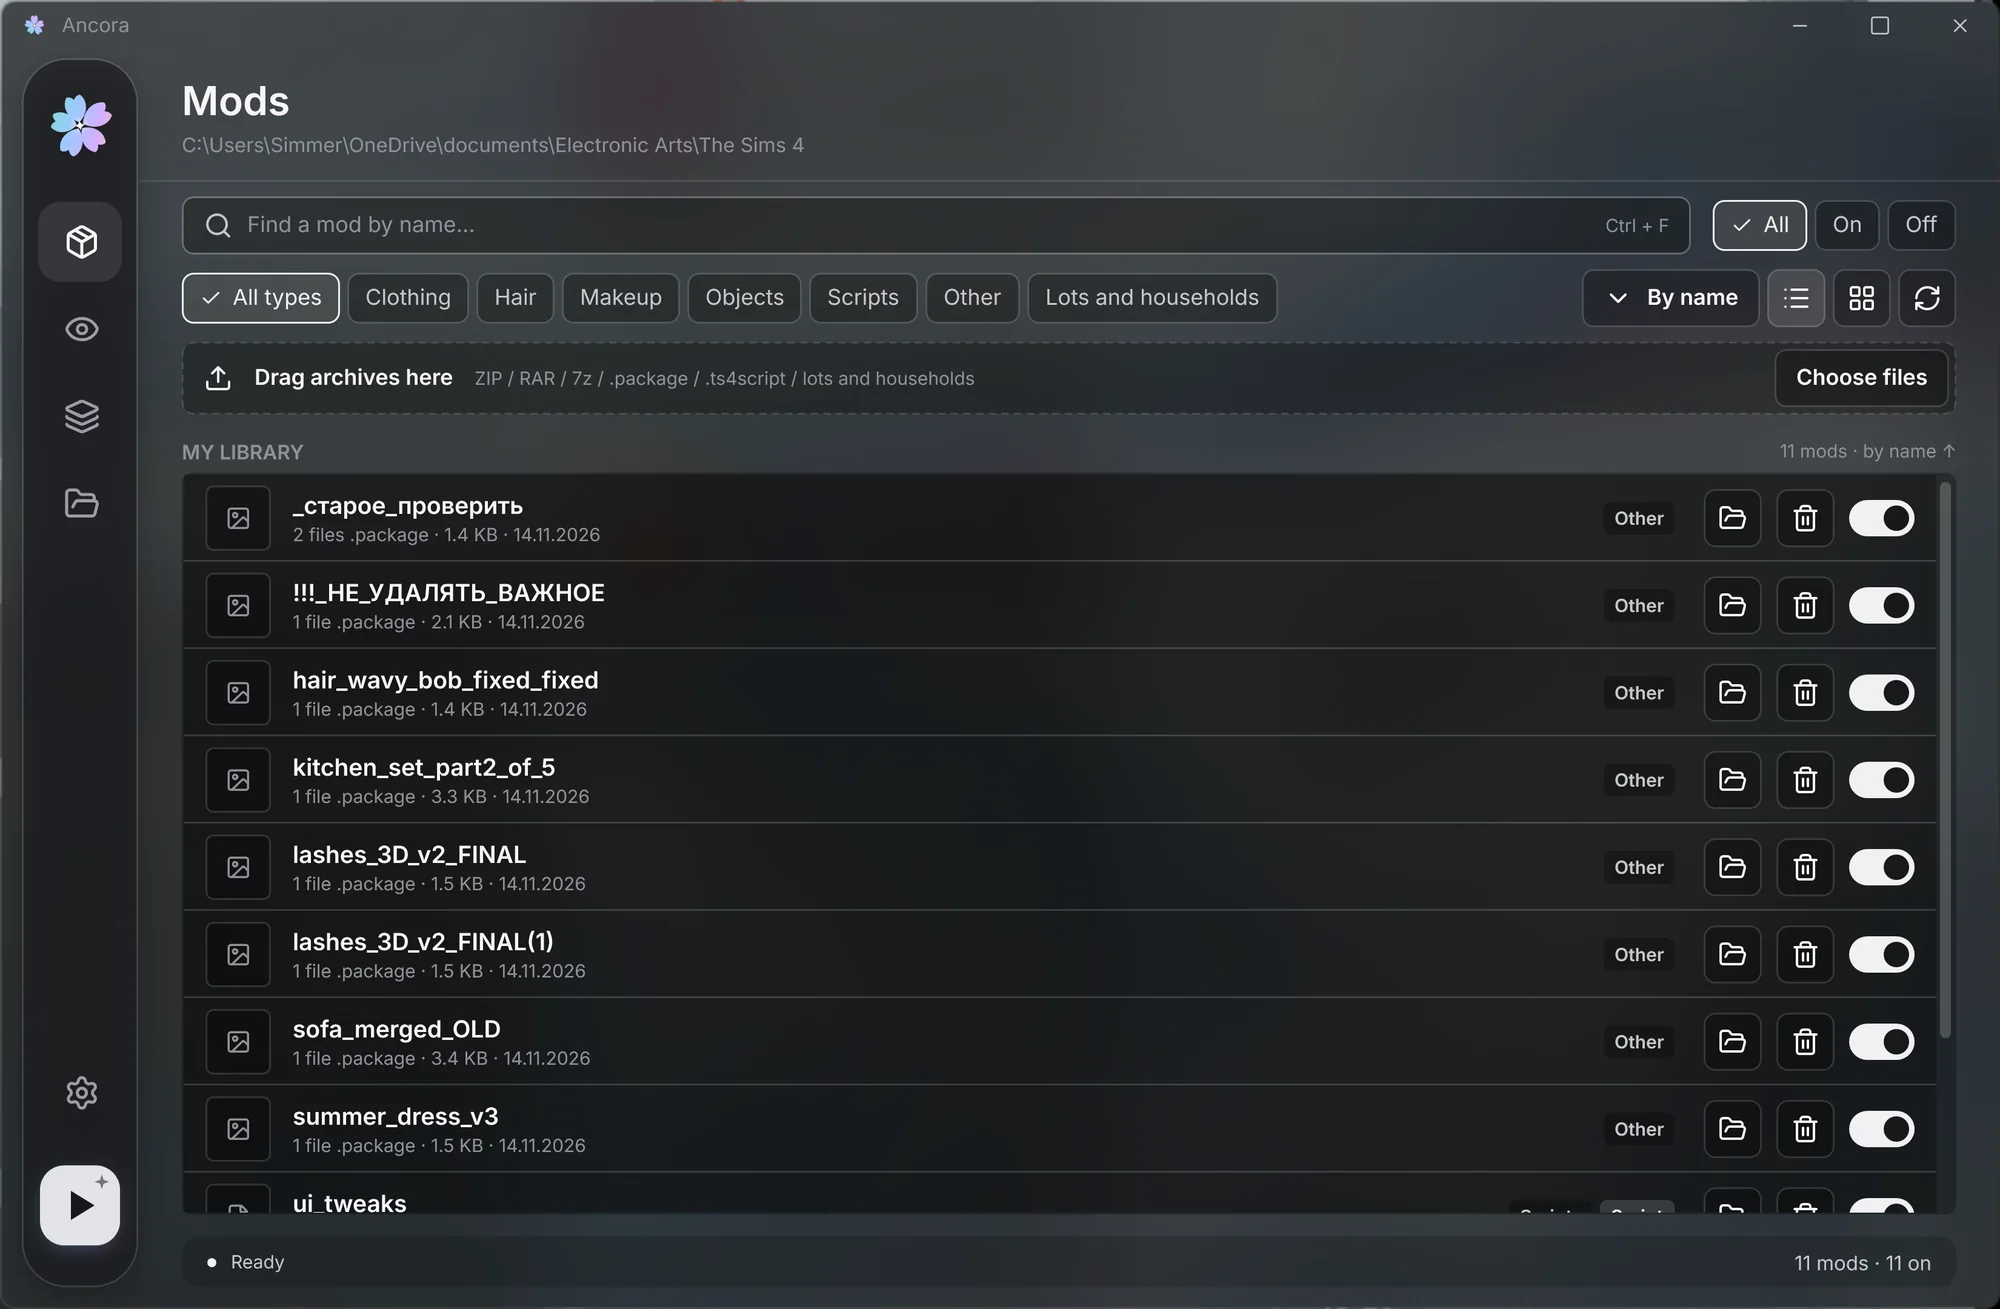 Ancora
Mods
C:\Users\Simmer\OneDrive\documents\Electronic Arts\The Sims 4
Find a mod by name...
Ctrl + F
All
On
Off
All types
Clothing
Hair
Makeup
Objects
Scripts
Other
Lots and households
By name
Drag archives here
ZIP / RAR / 7z / .package / .ts4script / lots and households
Choose files
MY LIBRARY
11 mods · by name ↑
_старое_проверить
2 files .package · 1.4 KB · 14.11.2026
Other
!!!_НЕ_УДАЛЯТЬ_ВАЖНОЕ
1 file .package · 2.1 KB · 14.11.2026
Other
hair_wavy_bob_fixed_fixed
1 file .package · 1.4 KB · 14.11.2026
Other
kitchen_set_part2_of_5
1 file .package · 3.3 KB · 14.11.2026
Other
lashes_3D_v2_FINAL
1 file .package · 1.5 KB · 14.11.2026
Other
lashes_3D_v2_FINAL(1)
1 file .package · 1.5 KB · 14.11.2026
Other
sofa_merged_OLD
1 file .package · 3.4 KB · 14.11.2026
Other
summer_dress_v3
1 file .package · 1.5 KB · 14.11.2026
Other
ui_tweaks
Ready
11 mods · 11 on